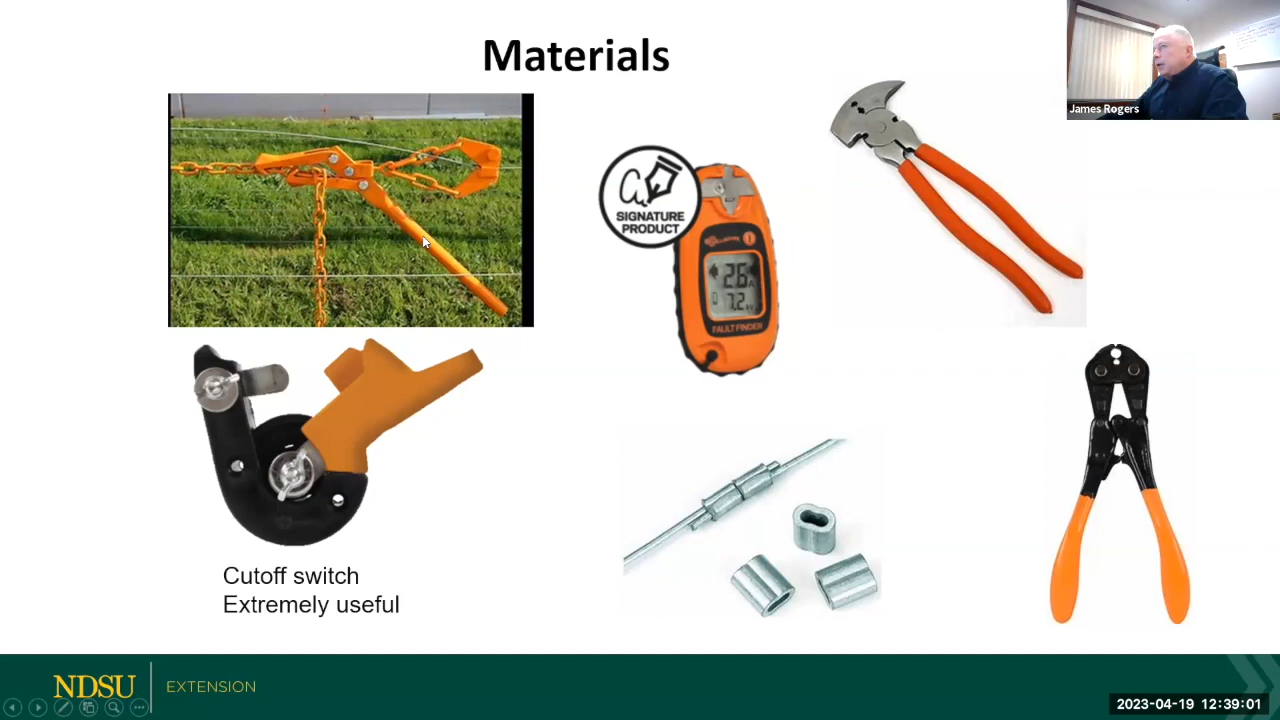 Materials
James Rogers
SIGNATURE
PRODUCT
1
26
7.2
FAULT FINDER
Cutoff switch
Extremely useful
NDSU
EXTENSION
2023-04-19 12:39:01